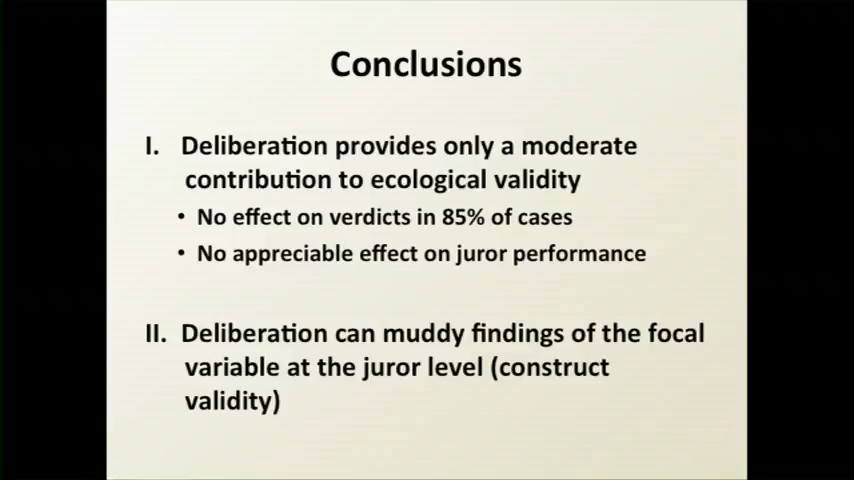 Conclusions
I. Deliberation provides only a moderate
contribution to ecological validity
• No effect on verdicts in 85% of cases
• No appreciable effect on juror performance
II. Deliberation can muddy findings of the focal
variable at the juror level (construct
validity)